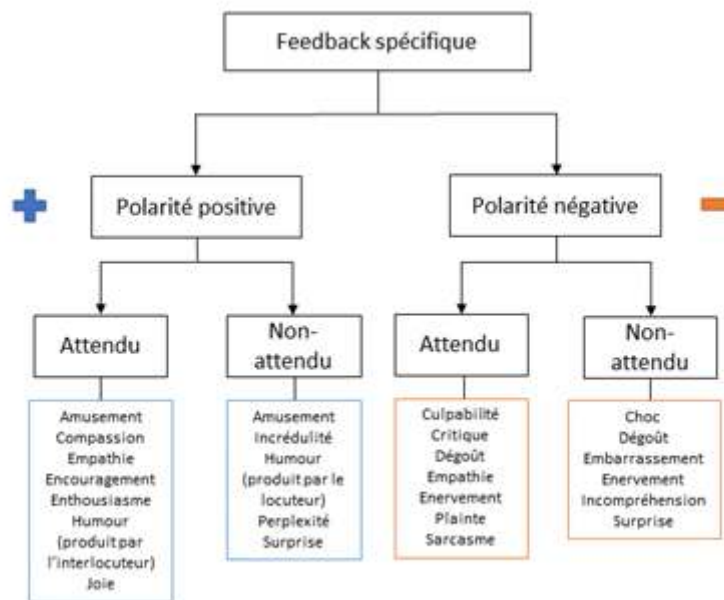 Feedback spécifique
Polarité positive
Polarité négative
Attendu
Non-
attendu
Attendu
Non-
attendu
Amusement
Compassion
Empathie
Encouragement
Enthousiasme
Humour
(produit par
l'interlocuteur)
Joie
Amusement
Incrédulité
Humour
(produit par le
locuteur)
Perplexité
Surprise
Culpabilité
Critique
Dégoût
Empathie
Enervement
Plainte
Sarcasme
Choc
Dégoût
Embarrassement
Enervement
Incompréhension
Surprise